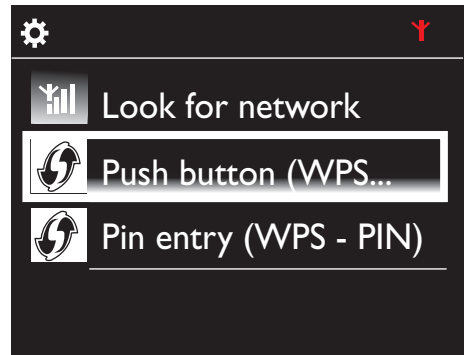 Look for network
Push button (WPS...
Pin entry (WPS - PIN)